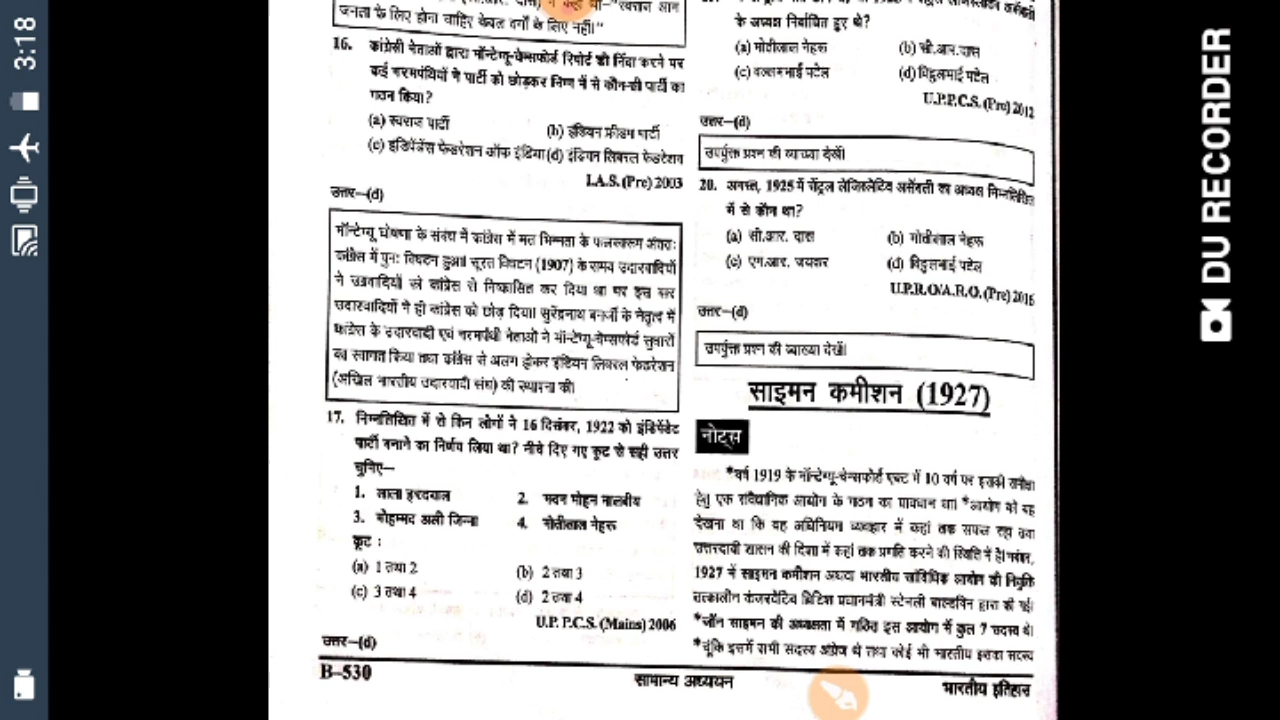 3:18
जनता के लिए होना चाहिए केवल वर्गों के लिए नहीं।"
16. कांग्रेसी नेताओं द्वारा मॉन्टेग्यू-चेम्सफोर्ड रिपोर्ट की निंदा करने पर
कई नरमपंथियों ने पार्टी को छोड़कर निम्न में से कौन-सी पार्टी का
गठन किया?
(a) स्वराज पार्टी
(b) इंडियन फ्रीडम पार्टी
(c) इंडिपेंडेंस फेडरेशन ऑफ इंडिया (d) इंडियन लिबरल फेडरेशन
I.A.S. (Pre) 2003
उत्तर—(d)
मॉन्टेग्यू घोषणा के संबंध में कांग्रेस में मत भिन्नता के फलस्वरूप अंततः
कांग्रेस में पुनः विघटन हुआ। सूरत विघटन (1907) के समय उदारवादियों
ने उग्रवादियों को कांग्रेस से निष्कासित कर दिया था पर इस बार
उदारवादियों ने ही कांग्रेस को छोड़ दिया। सुरेंद्रनाथ बनर्जी के नेतृत्व में
कांग्रेस के उदारवादी एवं नरमपंथी नेताओं ने मॉन्टेग्यू-चेम्सफोर्ड सुधारों
का स्वागत किया तथा कांग्रेस से अलग होकर इंडियन लिबरल फेडरेशन
(अखिल भारतीय उदारवादी संघ) की स्थापना की।
17. निम्नलिखित में से किन लोगों ने 16 दिसंबर, 1922 को इंडिपेंडेंट
पार्टी बनाने का निर्णय लिया था? नीचे दिए गए कूट से सही उत्तर
चुनिए—
1. लाला हरदयाल
2. मदन मोहन मालवीय
3. मोहम्मद अली जिन्ना
4. मोतीलाल नेहरू
कूट :
(a) 1 तथा 2
(b) 2 तथा 3
(c) 3 तथा 4
(d) 2 तथा 4
U.P. P.C.S. (Mains) 2006
उत्तर—(d)
के अध्यक्ष निर्वाचित हुए थे?
(a) मोतीलाल नेहरू
(b) सी.आर. दास
(c) वल्लभभाई पटेल
(d) विट्ठलभाई पटेल
U.P.P.C.S. (Pre) 2012
उत्तर—(d)
उपर्युक्त प्रश्न की व्याख्या देखें।
20. अगस्त, 1925 में सेंट्रल लेजिस्लेटिव असेंबली का अध्यक्ष निम्नलिखित
में से कौन था?
(a) सी.आर. दास
(b) मोतीलाल नेहरू
(c) एम.आर. जयकर
(d) विट्ठलभाई पटेल
U.P.R.O/A.R.O. (Pre) 2016
उत्तर—(d)
उपर्युक्त प्रश्न की व्याख्या देखें।
साइमन कमीशन (1927)
नोट्स
*वर्ष 1919 के मॉन्टेग्यू-चेम्सफोर्ड एक्ट में 10 वर्ष पर इसकी समीक्षा
हेतु एक संवैधानिक आयोग के गठन का प्रावधान था। *आयोग को यह
देखना था कि यह अधिनियम व्यवहार में कहां तक सफल रहा तथा
उत्तरदायी शासन की दिशा में कहां तक प्रगति करने की स्थिति में है। नवंबर,
1927 में साइमन कमीशन अथवा भारतीय सांविधिक आयोग की नियुक्ति
तत्कालीन कंजरवेटिव ब्रिटिश प्रधानमंत्री स्टेनली बाल्डविन द्वारा की गई।
*जॉन साइमन की अध्यक्षता में गठित इस आयोग में कुल 7 सदस्य थे।
*चूंकि इसमें सभी सदस्य अंग्रेज थे तथा कोई भी भारतीय इसका सदस्य
B–530
सामान्य अध्ययन
भारतीय इतिहास
DU RECORDER